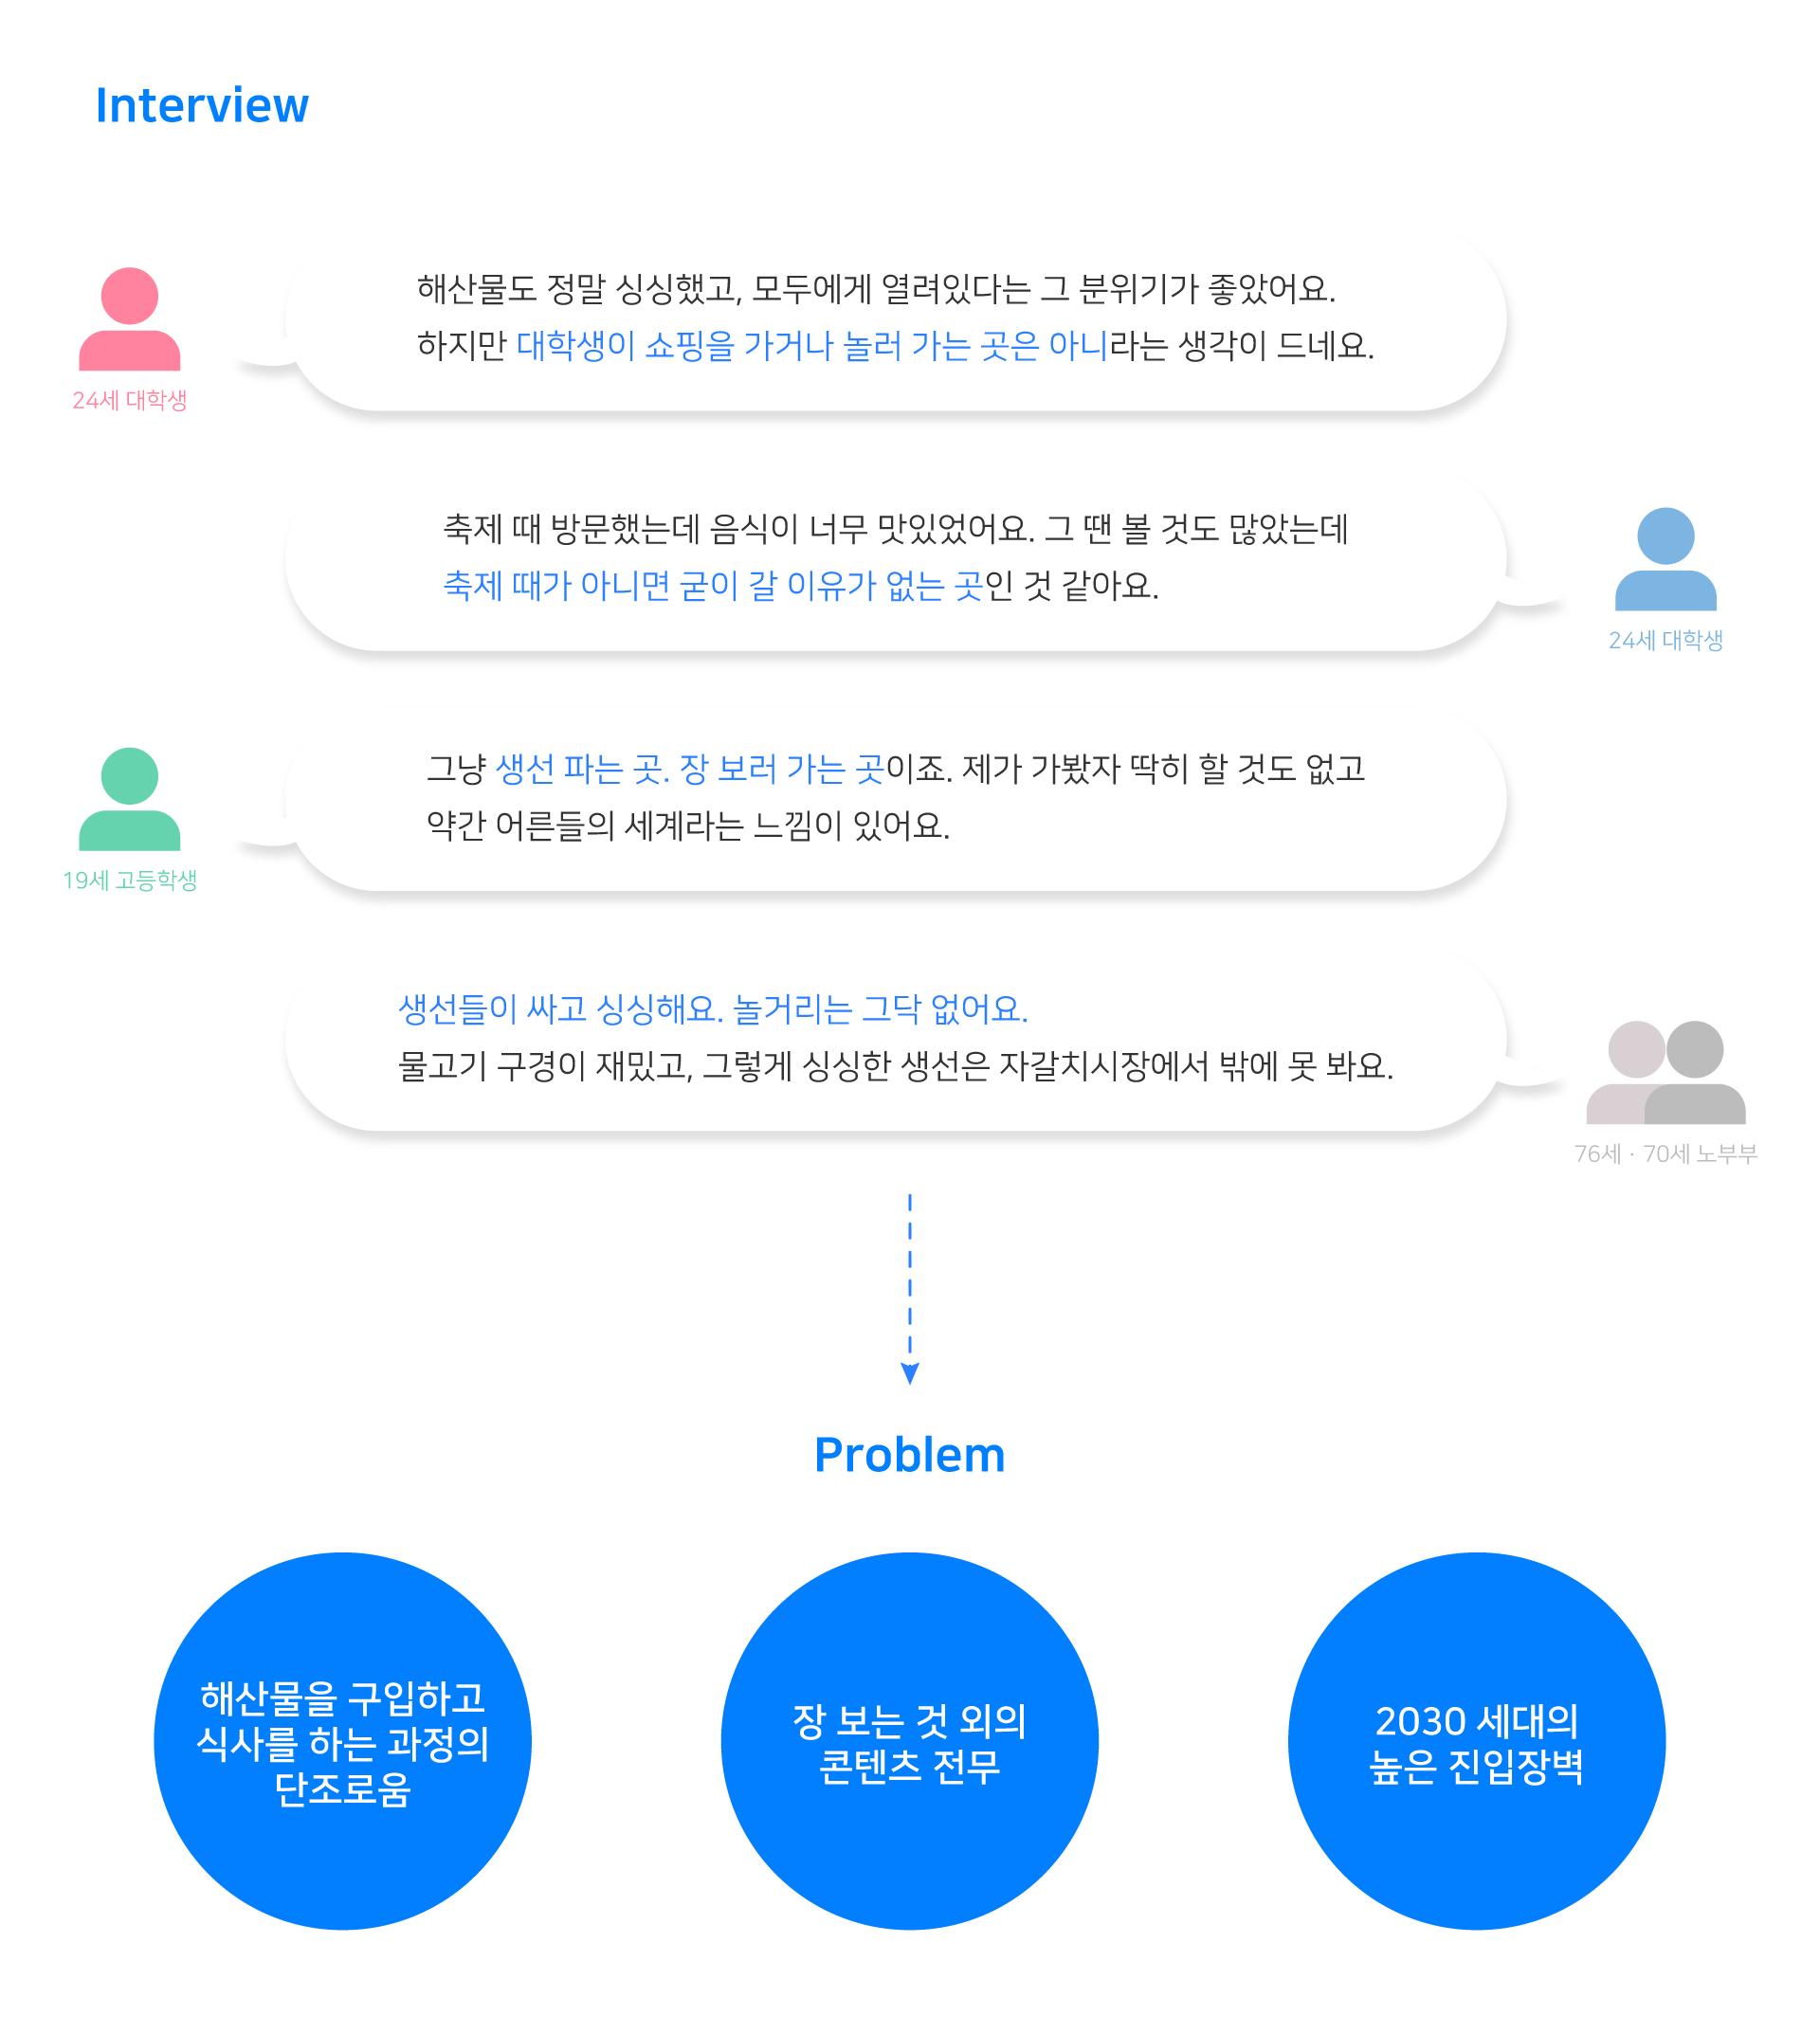 Interview
해산물도 정말 싱싱했고, 모두에게 열려있다는 그 분위기가 좋았어요.
하지만 대학생이 쇼핑을 가거나 놀러 가는 곳은 아니라는 생각이 드네요.
24세 대학생
축제 때 방문했는데 음식이 너무 맛있었어요. 그 땐 볼 것도 많았는데
축제 때가 아니면 굳이 갈 이유가 없는 곳인 것 같아요.
24세 대학생
그냥 생선 파는 곳. 장 보러 가는 곳이죠. 제가 가봤자 딱히 할 것도 없고
약간 어른들의 세계라는 느낌이 있어요.
19세 고등학생
생선들이 싸고 싱싱해요. 놀거리는 그닥 없어요.
물고기 구경이 재밌고, 그렇게 싱싱한 생선은 자갈치시장에서 밖에 못 봐요.
76세 · 70세 노부부
Problem
해산물을 구입하고
식사를 하는 과정의
단조로움
장 보는 것 외의
콘텐츠 전무
2030 세대의
높은 진입장벽